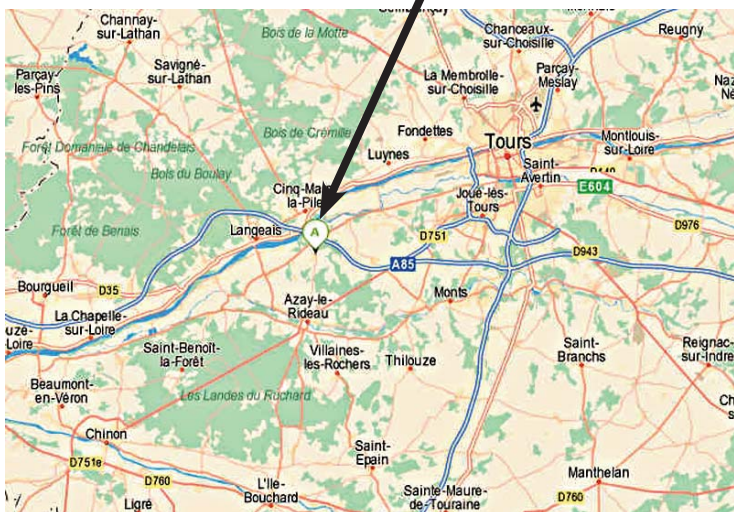 Channay-
sur-Lathan
Bois de la Motte
Chanceaux-
sur-Choisille
Reugny
Savigné-
sur-Lathan
Parçay-
les-Pins
La Membrolle-
sur-Choisille
Parçay-
Meslay
Bois de Crémille
Fondettes
Tours
Montlouis-
sur-Loire
Forêt Domaniale de Chandelais
Luynes
Bois du Boulay
Saint-
Avertin
E604
Cinq-Mars-
la-Pile
Joué-lés-
Tours
Forêt de Benais
Langeais
A
D751
D976
D943
A85
Bourgueil
D35
Monts
Azay-le-
Rideau
La Chapelle-
sur-Loire
Saint-Benoît-
la-Forêt
Villaines-
les-Rochers
Thilouze
Saint-
Branchs
Reignac-
sur-Indre
Beaumont-
en-Véron
Les Landes du Ruchard
Chinon
Saint-
Epain
D751e
D760
L'Ile-
Bouchard
Manthelan
Sainte-Maure-
de-Touraine
D760
Ligré